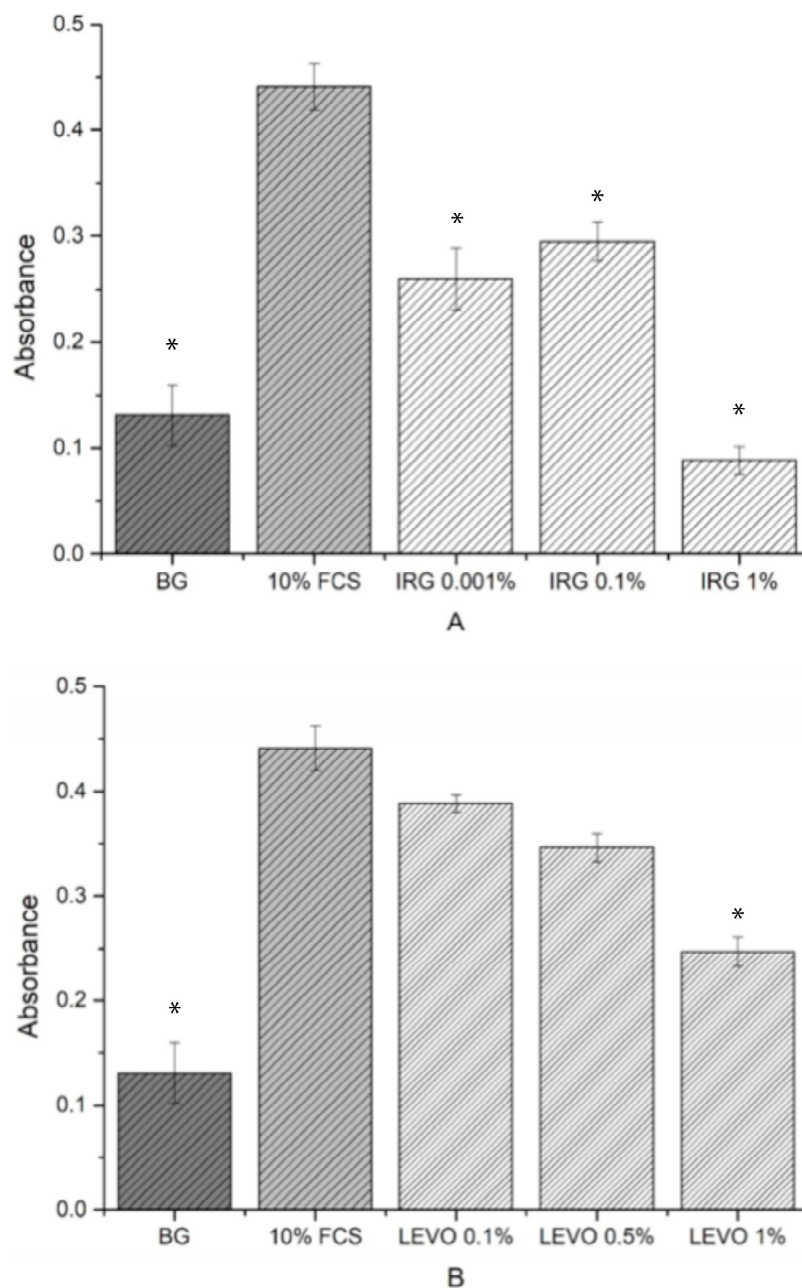 0.5
0.4
0.3
0.2
0.1
0.0
Absorbance
*
*
*
*
BG
10% FCS
IRG 0.001%
IRG 0.1%
IRG 1%
A
0.5
0.4
0.3
0.2
0.1
0.0
Absorbance
*
*
BG
10% FCS
LEVO 0.1%
LEVO 0.5%
LEVO 1%
B